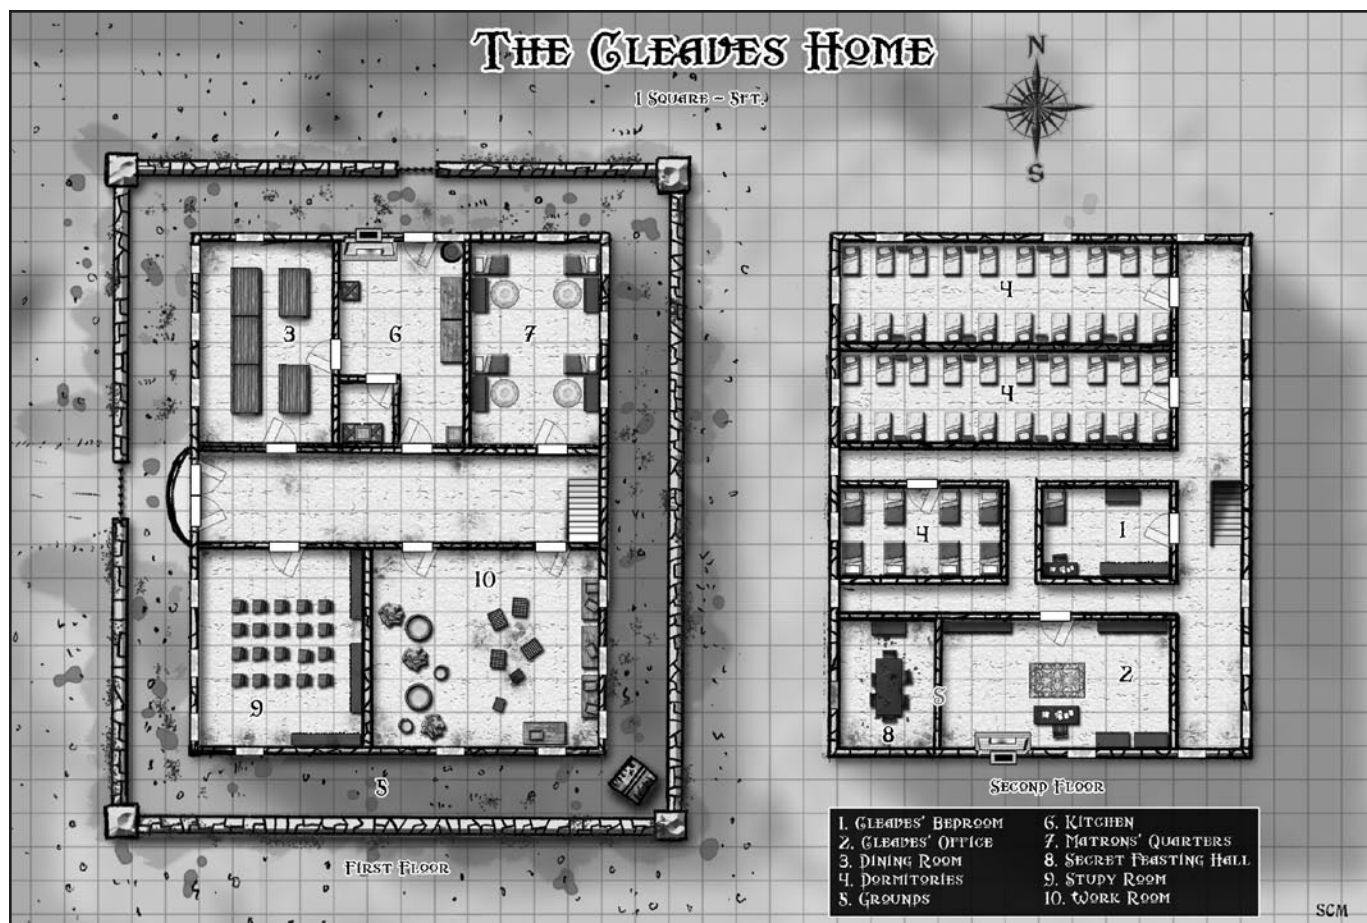 The Cleaves Home
1 Square – 5ft.
N
S
3
6
7
10
9
5
First Floor
4
4
4
1
2
S
8
Second Floor
1. Cleaves' Bedroom
2. Cleaves' Office
3. Dining Room
4. Dormitories
5. Grounds
6. Kitchen
7. Matrons' Quarters
8. Secret Feasting Hall
9. Study Room
10. Work Room
SCM